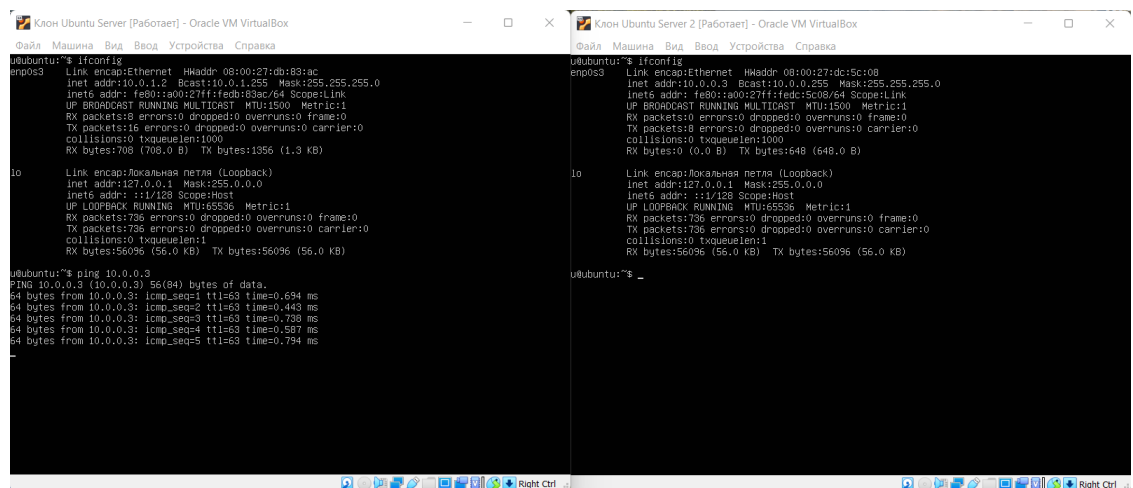 Клон Ubuntu Server [Работает] - Oracle VM VirtualBox
Файл Машина Вид Ввод Устройства Справка
u@ubuntu:~$ ifconfig
enp0s3 Link encap:Ethernet HWaddr 08:00:27:db:83:ac
inet addr:10.0.1.2 Bcast:10.0.1.255 Mask:255.255.255.0
inet6 addr: fe80::a00:27ff:fedb:83ac/64 Scope:Link
UP BROADCAST RUNNING MULTICAST MTU:1500 Metric:1
RX packets:8 errors:0 dropped:0 overruns:0 frame:0
TX packets:16 errors:0 dropped:0 overruns:0 carrier:0
collisions:0 txqueuelen:1000
RX bytes:708 (708.0 B) TX bytes:1356 (1.3 KB)
lo Link encap:Локальная петля (Loopback)
inet addr:127.0.0.1 Mask:255.0.0.0
inet6 addr: ::1/128 Scope:Host
UP LOOPBACK RUNNING MTU:65536 Metric:1
RX packets:736 errors:0 dropped:0 overruns:0 frame:0
TX packets:736 errors:0 dropped:0 overruns:0 carrier:0
collisions:0 txqueuelen:1
RX bytes:56096 (56.0 KB) TX bytes:56096 (56.0 KB)
u@ubuntu:~$ ping 10.0.0.3
PING 10.0.0.3 (10.0.0.3) 56(84) bytes of data.
64 bytes from 10.0.0.3: icmp_seq=1 ttl=63 time=0.694 ms
64 bytes from 10.0.0.3: icmp_seq=2 ttl=63 time=0.443 ms
64 bytes from 10.0.0.3: icmp_seq=3 ttl=63 time=0.738 ms
64 bytes from 10.0.0.3: icmp_seq=4 ttl=63 time=0.587 ms
64 bytes from 10.0.0.3: icmp_seq=5 ttl=63 time=0.794 ms
Right Ctrl
Клон Ubuntu Server 2 [Работает] - Oracle VM VirtualBox
Файл Машина Вид Ввод Устройства Справка
u@ubuntu:~$ ifconfig
enp0s3 Link encap:Ethernet HWaddr 08:00:27:dc:5c:08
inet addr:10.0.0.3 Bcast:10.0.0.255 Mask:255.255.255.0
inet6 addr: fe80::a00:27ff:fedc:5c08/64 Scope:Link
UP BROADCAST RUNNING MULTICAST MTU:1500 Metric:1
RX packets:0 errors:0 dropped:0 overruns:0 frame:0
TX packets:8 errors:0 dropped:0 overruns:0 carrier:0
collisions:0 txqueuelen:1000
RX bytes:0 (0.0 B) TX bytes:648 (648.0 B)
lo Link encap:Локальная петля (Loopback)
inet addr:127.0.0.1 Mask:255.0.0.0
inet6 addr: ::1/128 Scope:Host
UP LOOPBACK RUNNING MTU:65536 Metric:1
RX packets:736 errors:0 dropped:0 overruns:0 frame:0
TX packets:736 errors:0 dropped:0 overruns:0 carrier:0
collisions:0 txqueuelen:1
RX bytes:56096 (56.0 KB) TX bytes:56096 (56.0 KB)
u@ubuntu:~$ _
Right Ctrl